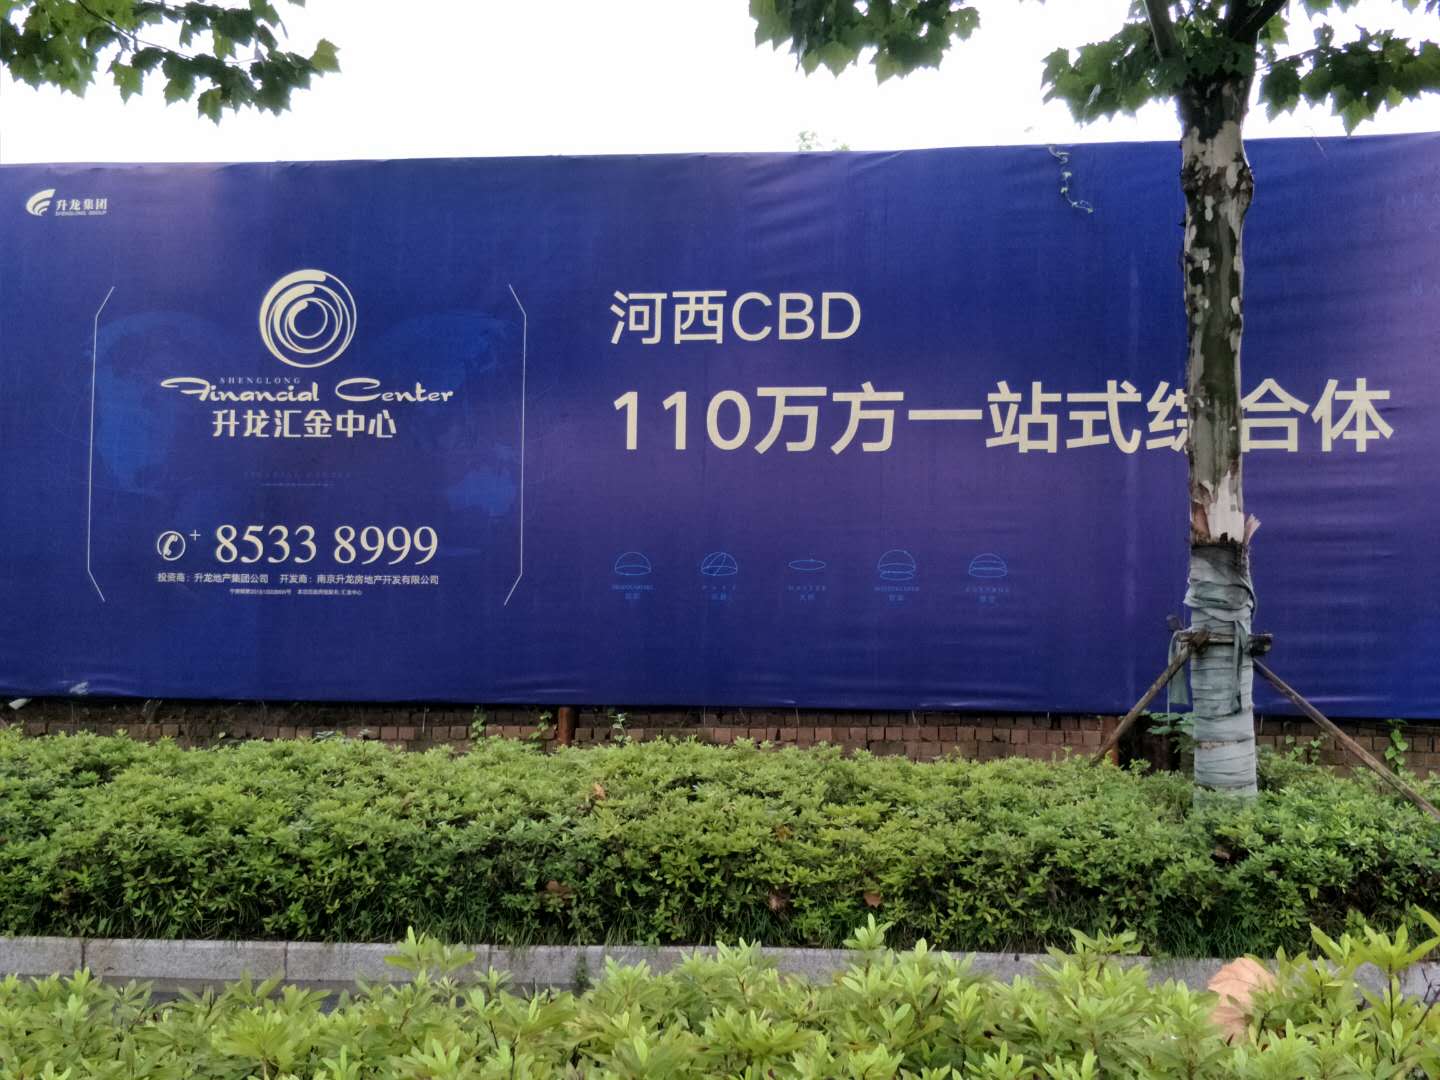 升龙集团
SHENGLONG GROUP
SHENGLONG
Financial Center
升龙汇金中心
8533 8999
投资商：升龙地产集团公司 开发商：南京升龙房地产开发有限公司
河西CBD
110万方一站式综合体